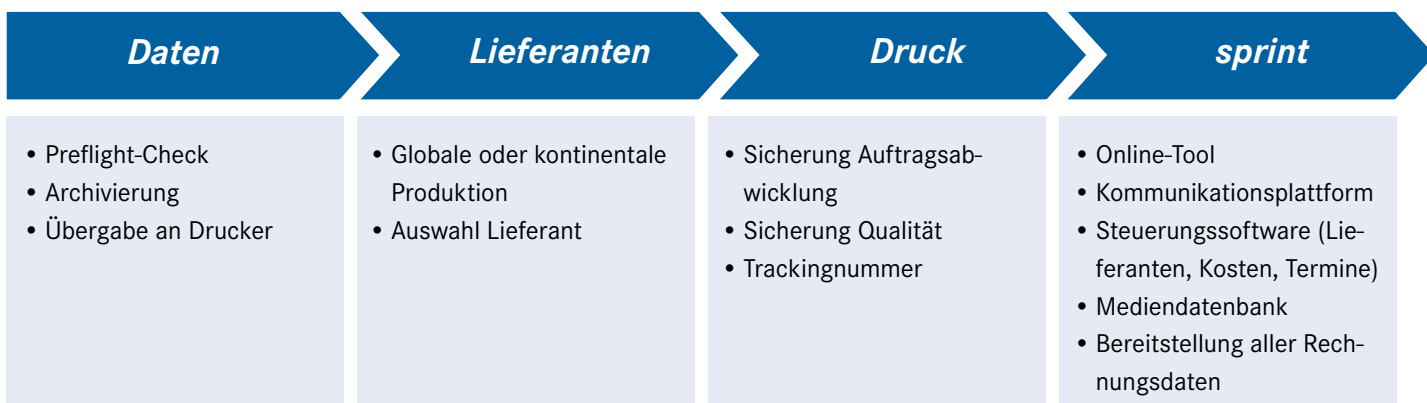 Daten
Lieferanten
Druck
sprint
• Preflight-Check
• Archivierung
• Übergabe an Drucker
• Globale oder kontinentale
Produktion
• Auswahl Lieferant
• Sicherung Auftragsab-
wicklung
• Sicherung Qualität
• Trackingnummer
• Online-Tool
• Kommunikationsplattform
• Steuerungssoftware (Lie-
feranten, Kosten, Termine)
• Mediendatenbank
• Bereitstellung aller Rech-
nungsdaten